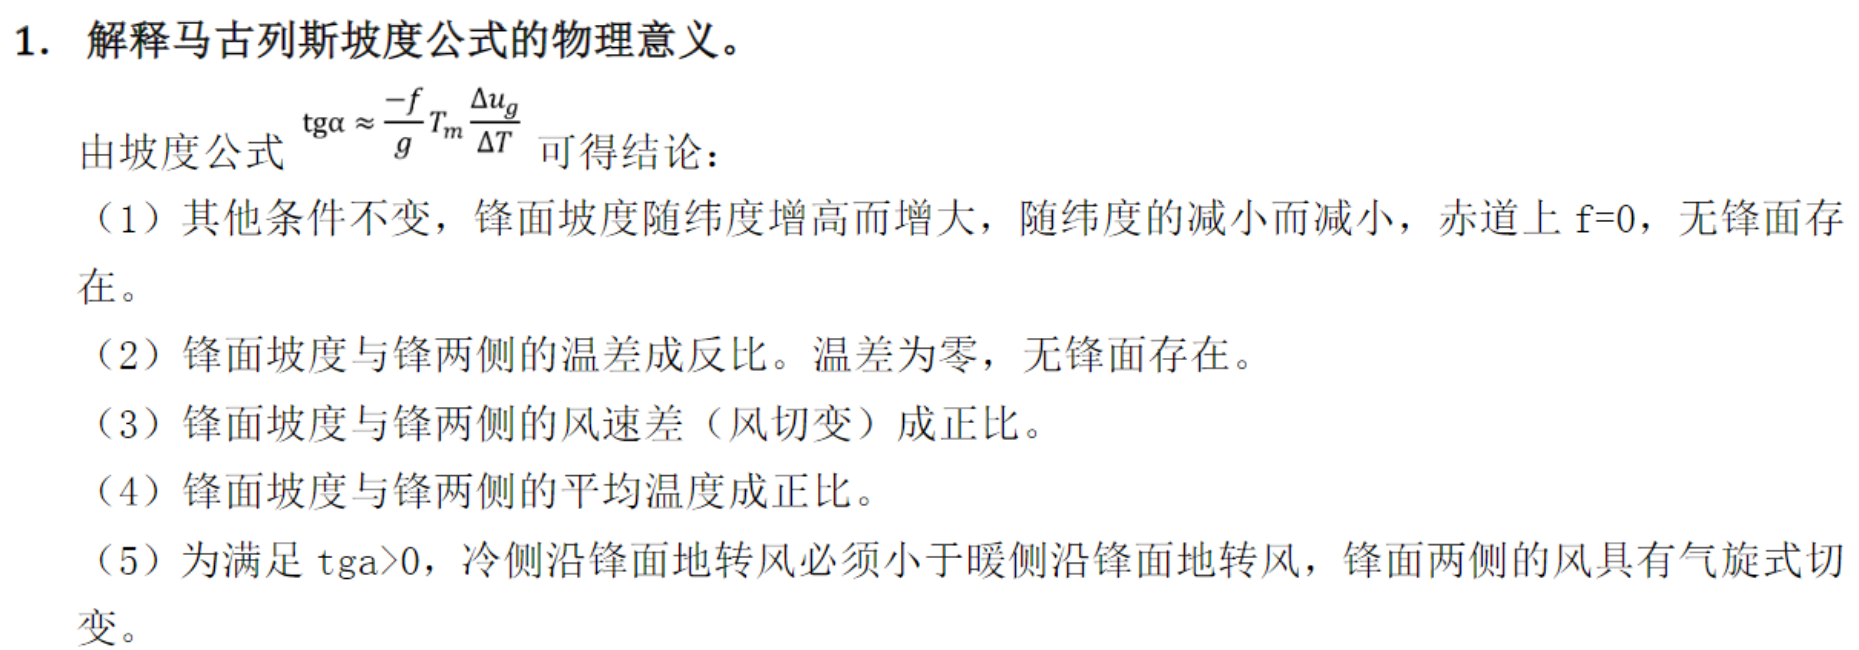 1. 解释马古列斯坡度公式的物理意义。
由坡度公式 tgα ≈ \frac{-f}{g} T_m \frac{Δu_g}{ΔT} 可得结论：
（1）其他条件不变，锋面坡度随纬度增高而增大，随纬度的减小而减小，赤道上 f=0，无锋面存
在。
（2）锋面坡度与锋两侧的温差成反比。温差为零，无锋面存在。
（3）锋面坡度与锋两侧的风速差（风切变）成正比。
（4）锋面坡度与锋两侧的平均温度成正比。
（5）为满足 tga>0，冷侧沿锋面地转风必须小于暖侧沿锋面地转风，锋面两侧的风具有气旋式切
变。